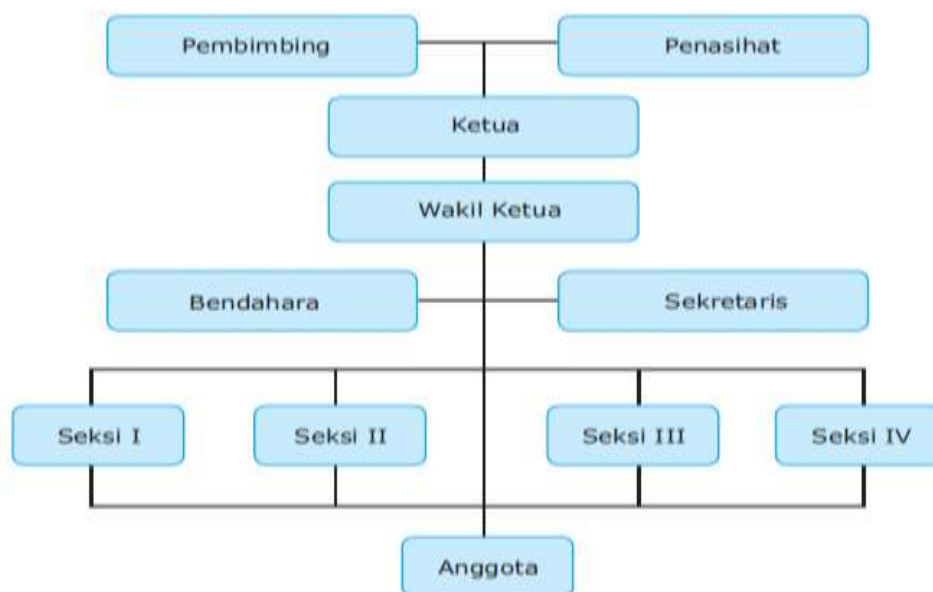 Pembimbing
Penasihat
Ketua
Wakil Ketua
Bendahara
Sekretaris
Seksi I
Seksi II
Seksi III
Seksi IV
Anggota